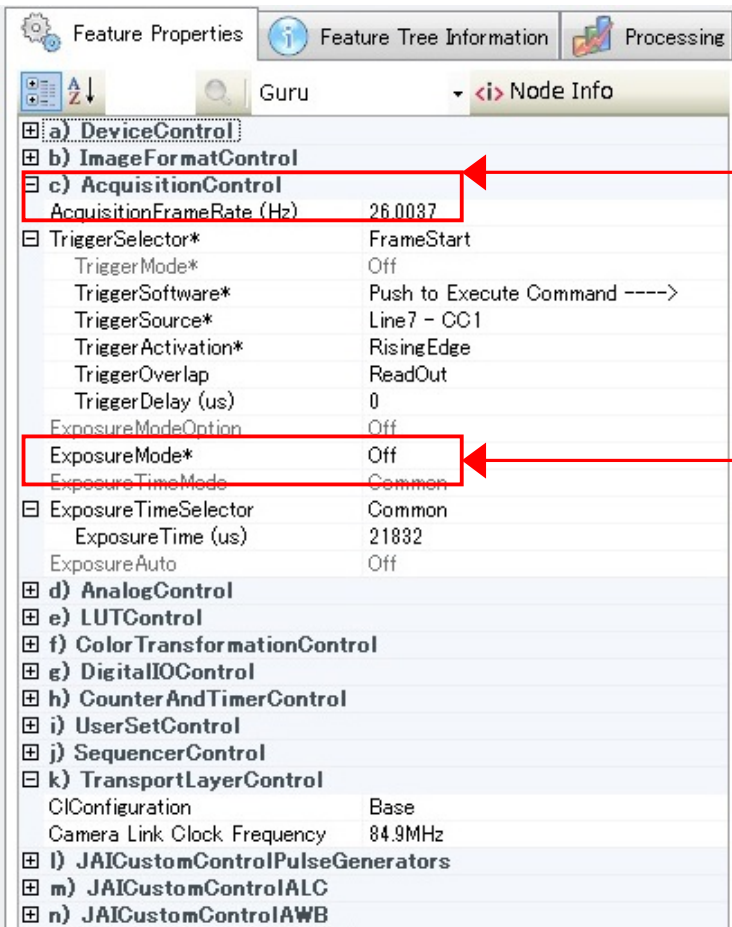 Feature Properties Feature Tree Information Processing
Guru <i> Node Info
a) DeviceControl
b) ImageFormatControl
c) AcquisitionControl
AcquisitionFrameRate (Hz) 26.0037
TriggerSelector* FrameStart
TriggerMode* Off
TriggerSoftware* Push to Execute Command ---->
TriggerSource* Line7 - CC1
TriggerActivation* RisingEdge
TriggerOverlap ReadOut
TriggerDelay (us) 0
ExposureModeOption Off
ExposureMode* Off
ExposureTimeMode Common
ExposureTimeSelector Common
ExposureTime (us) 21832
ExposureAuto Off
d) AnalogControl
e) LUTControl
f) ColorTransformationControl
g) DigitalIOControl
h) CounterAndTimerControl
i) UserSetControl
j) SequencerControl
k) TransportLayerControl
ClConfiguration Base
Camera Link Clock Frequency 84.9MHz
l) JAICustomControlPulseGenerators
m) JAICustomControlALC
n) JAICustomControlAWB